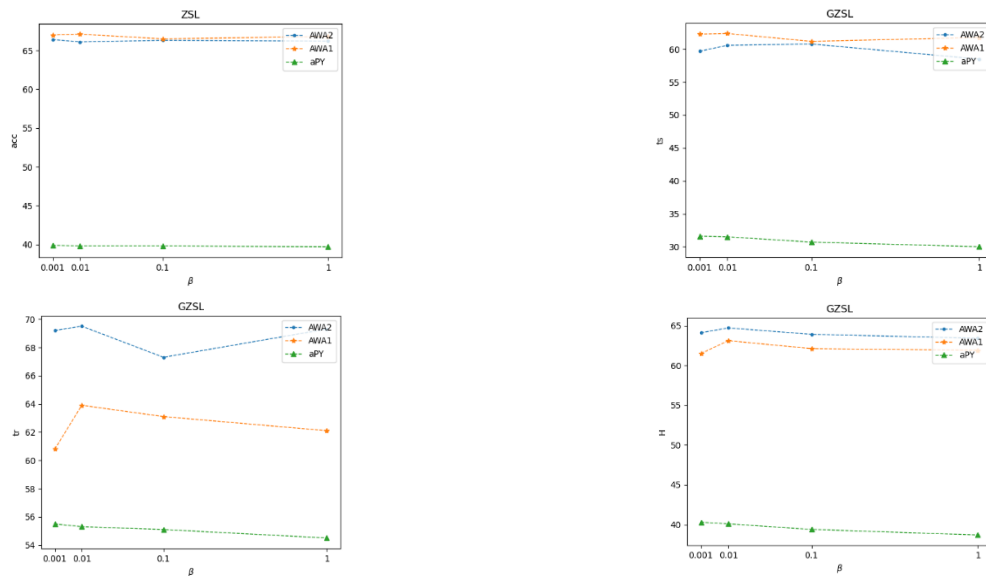 ZSL
AWA2
AWA1
aPY
65
60
55
50
45
40
acc
0.001 0.01 0.1 1
β
GZSL
AWA2
AWA1
aPY
60
55
50
45
40
35
30
ts
0.001 0.01 0.1 1
β
GZSL
AWA2
AWA1
aPY
70
68
66
64
62
60
58
56
54
tr
0.001 0.01 0.1 1
β
GZSL
AWA2
AWA1
aPY
65
60
55
50
45
40
H
0.001 0.01 0.1 1
β